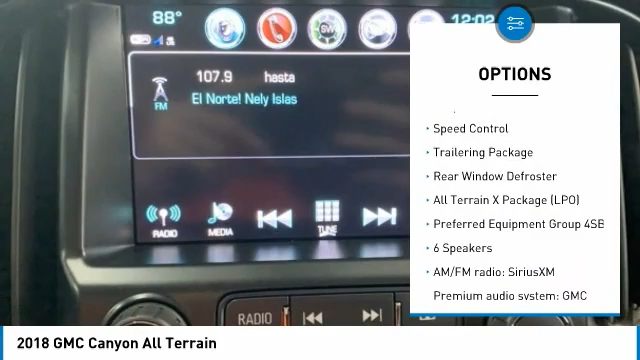 88°
12:02
107.9 hasta
FM
El Norte! Nely Islas
RADIO
MEDIA
TUNE
RADIO
OPTIONS
Speed Control
Trailering Package
Rear Window Defroster
All Terrain X Package (LPO)
Preferred Equipment Group 4SB
6 Speakers
AM/FM radio: SiriusXM
Premium audio system: GMC
2018 GMC Canyon All Terrain